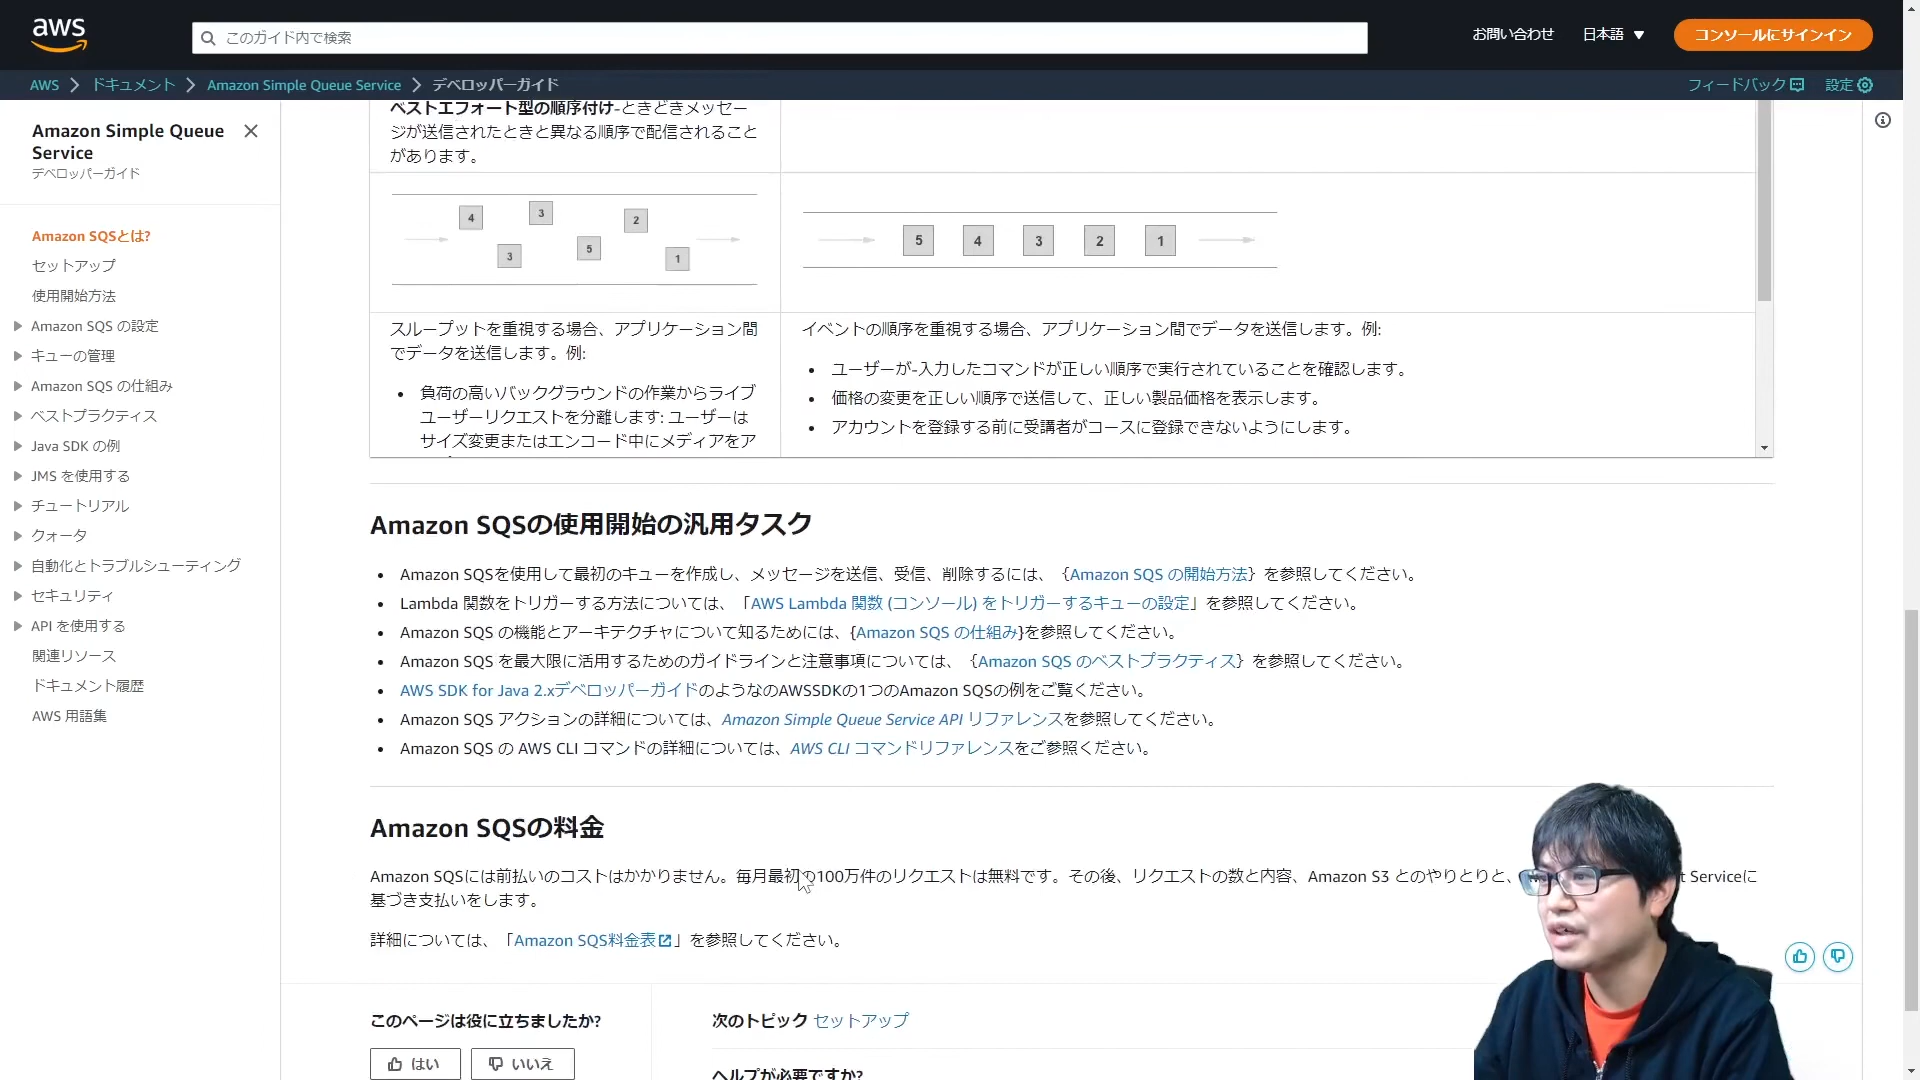 aws
このガイド内で検索
お問い合わせ
日本語
コンソールにサインイン
AWS
ドキュメント
Amazon Simple Queue Service
デベロッパーガイド
フィードバック
設定
Amazon Simple Queue
Service
デベロッパーガイド
Amazon SQSとは?
セットアップ
使用開始方法
Amazon SQS の設定
キューの管理
Amazon SQS の仕組み
ベストプラクティス
Java SDK の例
JMS を使用する
チュートリアル
クォータ
自動化とトラブルシューティング
セキュリティ
API を使用する
関連リソース
ドキュメント履歴
AWS 用語集
ベストエフォート型の順序付け-ときどきメッセー
ジが送信されたときと異なる順序で配信されること
があります。
4
3
2
3
5
1
5
4
3
2
1
スループットを重視する場合、アプリケーション間
でデータを送信します。例:
負荷の高いバックグラウンドの作業からライブ
ユーザーリクエストを分離します: ユーザーは
サイズ変更またはエンコード中にメディアをア
イベントの順序を重視する場合、アプリケーション間でデータを送信します。例:
ユーザーが-入力したコマンドが正しい順序で実行されていることを確認します。
価格の変更を正しい順序で送信して、正しい製品価格を表示します。
アカウントを登録する前に受講者がコースに登録できないようにします。
Amazon SQSの使用開始の汎用タスク
Amazon SQSを使用して最初のキューを作成し、メッセージを送信、受信、削除するには、｛Amazon SQS の開始方法｝を参照してください。
Lambda 関数をトリガーする方法については、「AWS Lambda 関数 (コンソール) をトリガーするキューの設定」を参照してください。
Amazon SQS の機能とアーキテクチャについて知るためには、{Amazon SQS の仕組み}を参照してください。
Amazon SQS を最大限に活用するためのガイドラインと注意事項については、｛Amazon SQS のベストプラクティス｝を参照してください。
AWS SDK for Java 2.xデベロッパーガイドのようなのAWSSDKの1つのAmazon SQSの例をご覧ください。
Amazon SQS アクションの詳細については、Amazon Simple Queue Service API リファレンスを参照してください。
Amazon SQS の AWS CLI コマンドの詳細については、AWS CLI コマンドリファレンスをご参照ください。
Amazon SQSの料金
Amazon SQSには前払いのコストはかかりません。毎月最初の100万件のリクエストは無料です。その後、リクエストの数と内容、Amazon S3 とのやりとりと、 Serviceに
基づき支払いをします。
詳細については、「Amazon SQS料金表」を参照してください。
このページは役に立ちましたか?
はい
いいえ
次のトピック セットアップ
ヘルプが必要ですか?